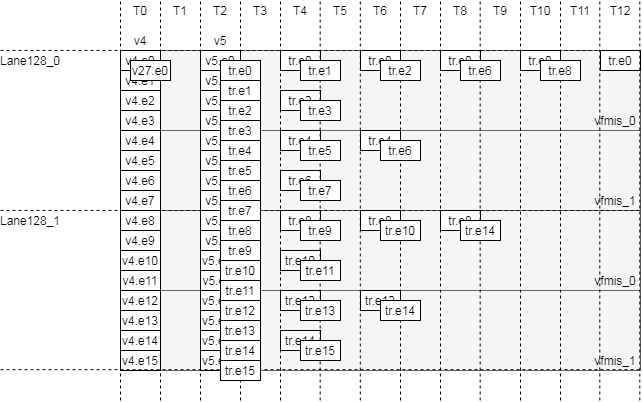 T0 T1 T2 T3 T4 T5 T6 T7 T8 T9 T10 T11 T12
v4 v5
Lane128_0 v4.e0 v5.e0 tr.e0 tr.e0 tr.e0 tr.e0 tr.e0
v27.e0 tr.e0 tr.e1 tr.e2 tr.e6 tr.e8
v4.e1 v5. tr.e1
v4.e2 v5. tr.e2 tr.e2 tr.e3
v4.e3 v5. tr.e3 vfmis_0
v4.e4 v5. tr.e4 tr.e4 tr.e5 tr.e4 tr.e6
v4.e5 v5. tr.e5
v4.e6 v5. tr.e6 tr.e6 tr.e7
v4.e7 v5. tr.e7 vfmis_1
Lane128_1 v4.e8 v5. tr.e8 tr.e8 tr.e9 tr.e8 tr.e10 tr.e8 tr.e14
v4.e9 v5. tr.e9
v4.e10 v5.e tr.e10 tr.e10 tr.e11
v4.e11 v5.e tr.e11 vfmis_0
v4.e12 v5.e tr.e12 tr.e12 tr.e13 tr.e12 tr.e14
v4.e13 v5.e tr.e13
v4.e14 v5.e tr.e14 tr.e14 tr.e15
v4.e15 v5.e tr.e15 vfmis_1